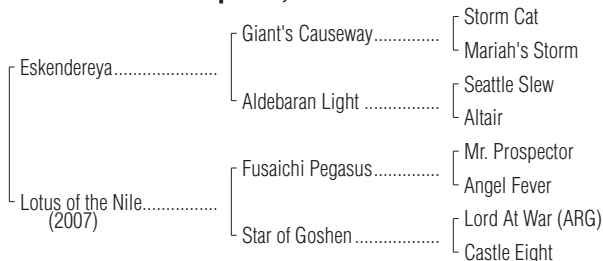 Storm Cat
Giant's Causeway
Mariah's Storm
Eskendereya
Seattle Slew
Aldebaran Light
Altair
Mr. Prospector
Fusaichi Pegasus
Angel Fever
Lotus of the Nile
(2007)
Lord At War (ARG)
Star of Goshen
Castle Eight